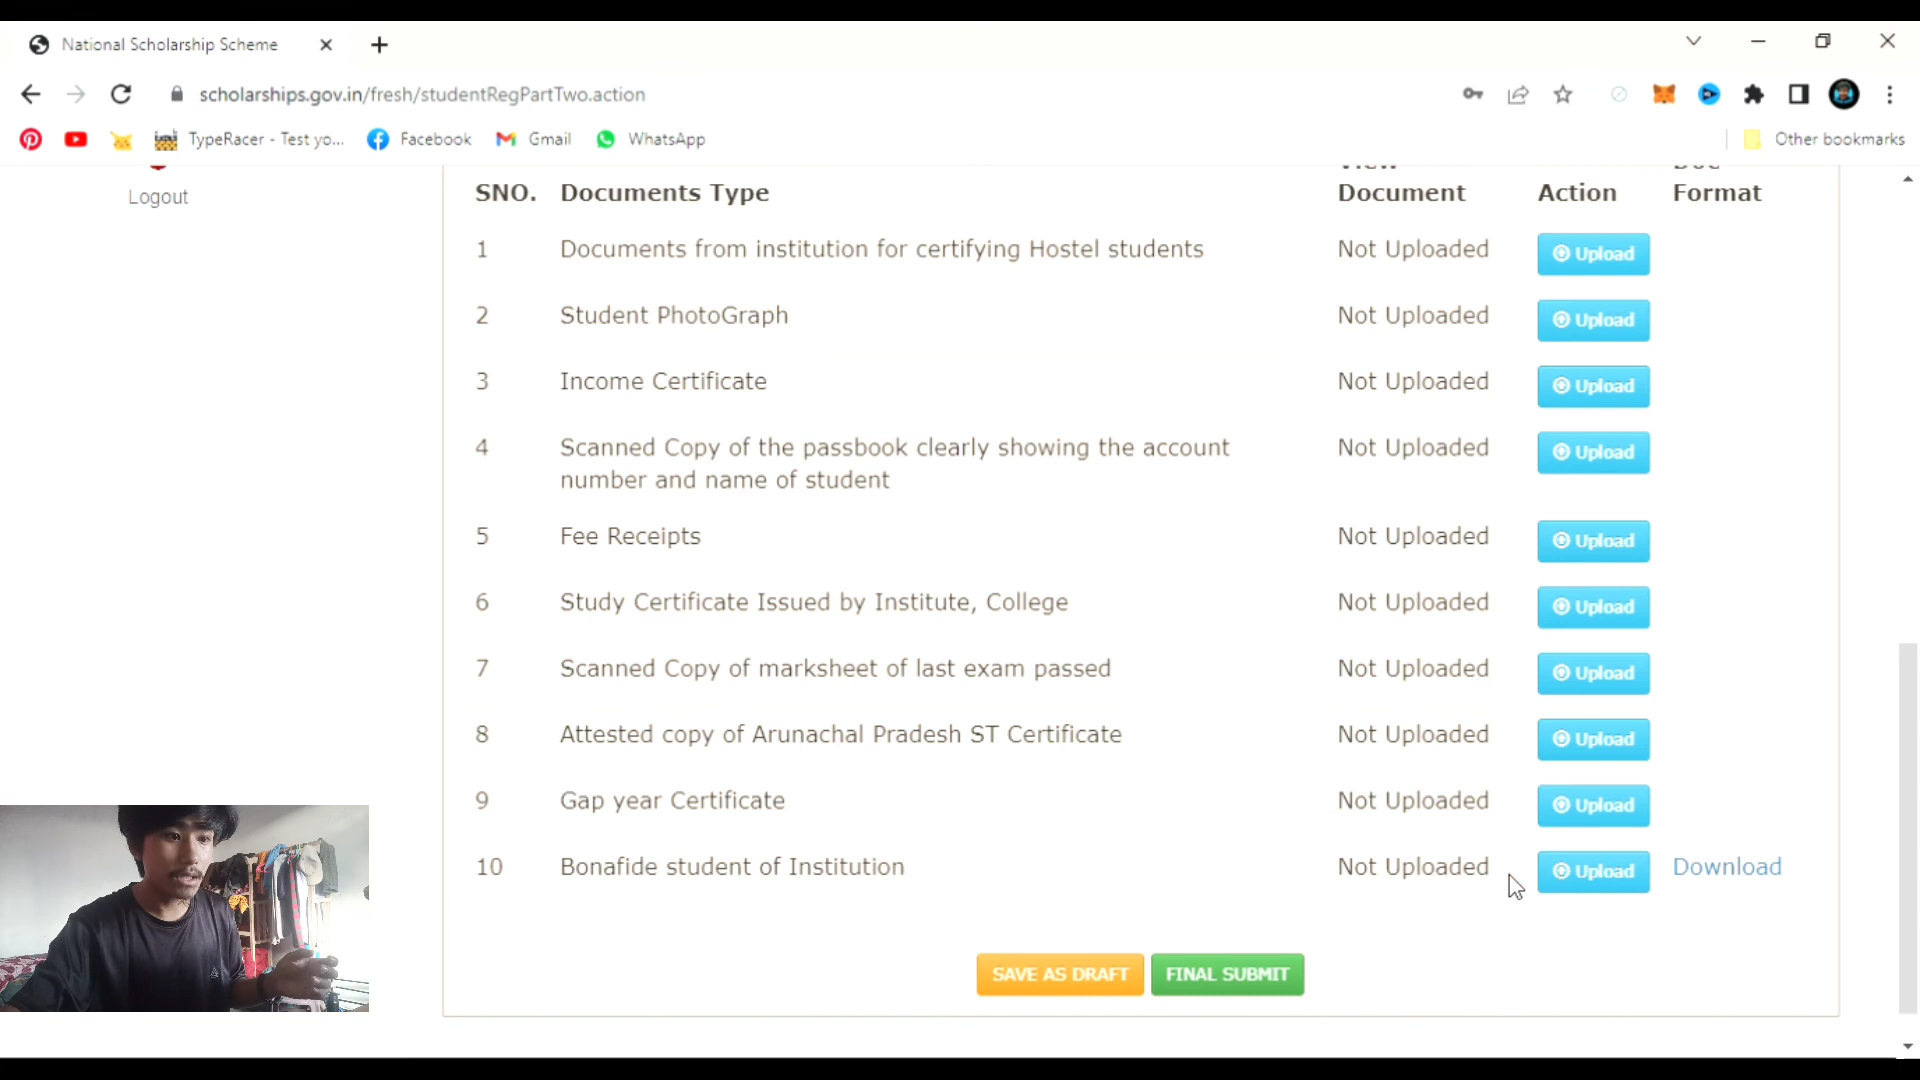 National Scholarship Scheme
scholarships.gov.in/fresh/studentRegPartTwo.action
TypeRacer - Test yo... Facebook Gmail WhatsApp Other bookmarks
Logout
SNO. Documents Type Document Action Format
1 Documents from institution for certifying Hostel students Not Uploaded Upload
2 Student PhotoGraph Not Uploaded Upload
3 Income Certificate Not Uploaded Upload
4 Scanned Copy of the passbook clearly showing the account Not Uploaded Upload
number and name of student
5 Fee Receipts Not Uploaded Upload
6 Study Certificate Issued by Institute, College Not Uploaded Upload
7 Scanned Copy of marksheet of last exam passed Not Uploaded Upload
8 Attested copy of Arunachal Pradesh ST Certificate Not Uploaded Upload
9 Gap year Certificate Not Uploaded Upload
10 Bonafide student of Institution Not Uploaded Upload Download
SAVE AS DRAFT FINAL SUBMIT